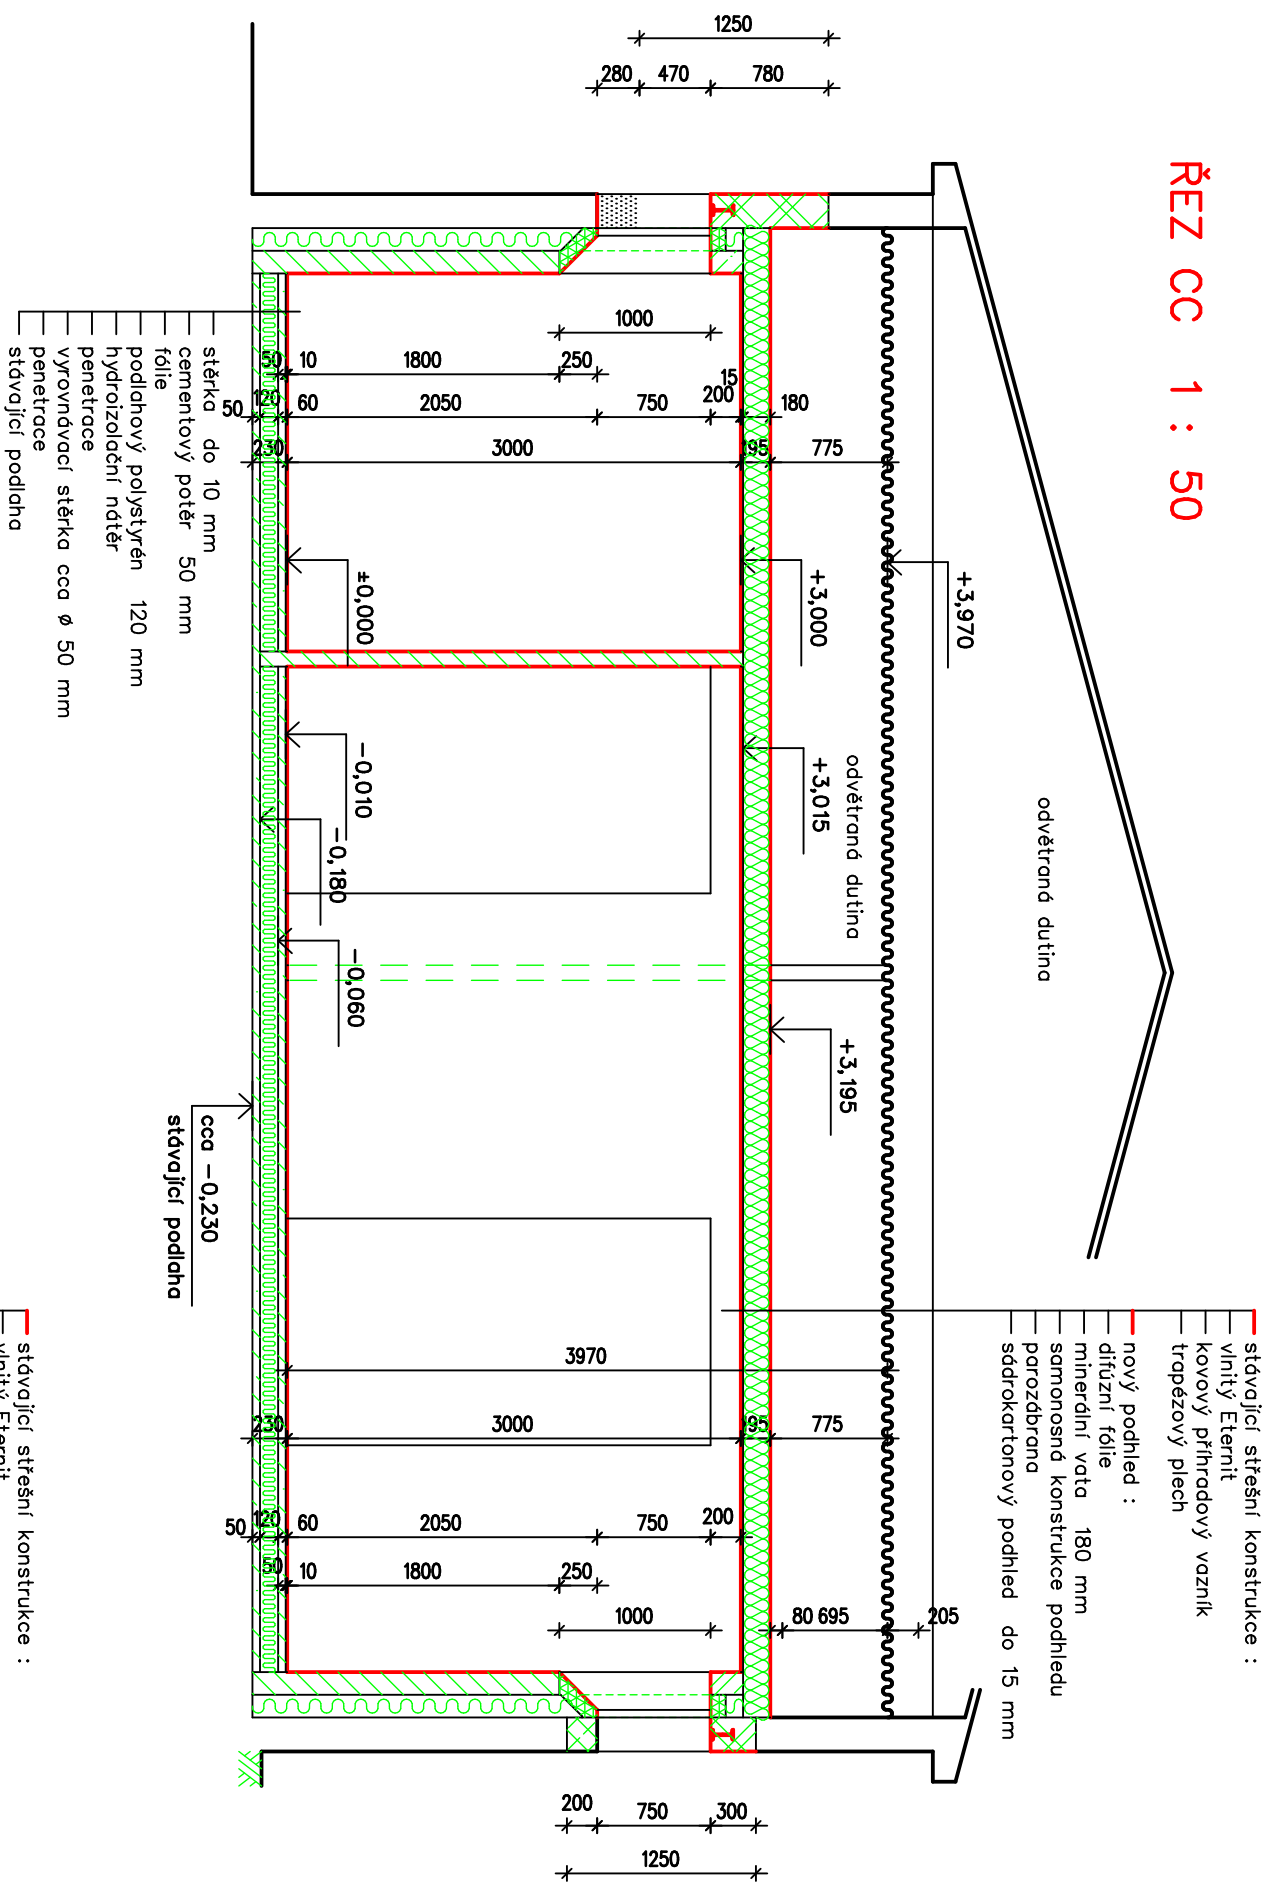 ŘEZ CC 1 : 50
1250
280 470 780
odvětraná dutina
+3,970
+3,000
±0,000
odvětraná dutina
+3,015
-0,010
-0,180
-0,060
+3,195
cca -0,230
stávající podlaha
1000
50 10 1800 250
15
50 120 60 2050 750 200 180
230 3000 195 775
stěrka do 10 mm
cementový potěr 50 mm
fólie
podlahový polystyrén 120 mm
hydroizolační nátěr
penetrace
vyrovnávací stěrka cca ø 50 mm
penetrace
stávající podlaha
stávající střešní konstrukce :
vlnitý Eternit
kovový příhradový vazník
trapézový plech
nový podhled :
difúzní fólie
minerální vata 180 mm
samonosná konstrukce podhledu
parozábrana
sádrokartonový podhled do 15 mm
3970
230 3000 195 775
50 120 60 2050 750 200
50 10 1800 250
1000 80 695 205
200 750 300
1250
stávající střešní konstrukce :
vlnitý Eternit